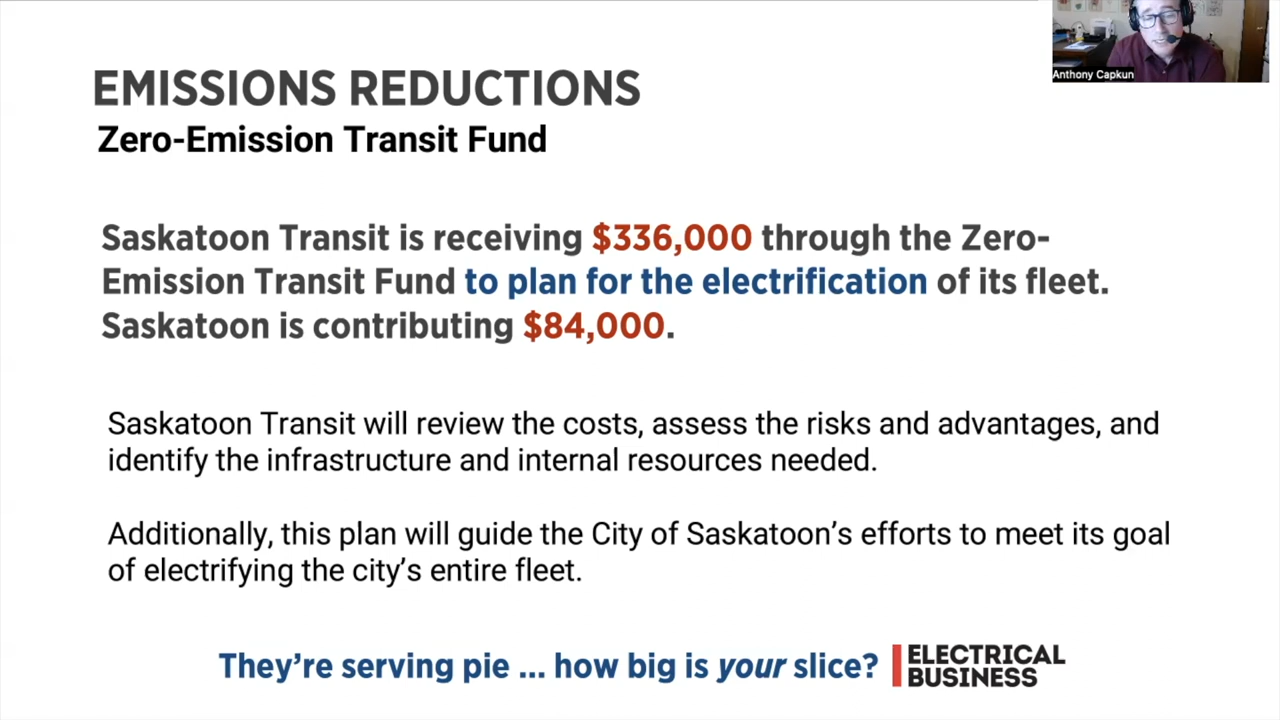 Anthony Capkun
EMISSIONS REDUCTIONS
Zero-Emission Transit Fund
Saskatoon Transit is receiving $336,000 through the Zero-
Emission Transit Fund to plan for the electrification of its fleet.
Saskatoon is contributing $84,000.
Saskatoon Transit will review the costs, assess the risks and advantages, and
identify the infrastructure and internal resources needed.
Additionally, this plan will guide the City of Saskatoon’s efforts to meet its goal
of electrifying the city’s entire fleet.
They’re serving pie ... how big is your slice?
ELECTRICAL
BUSINESS